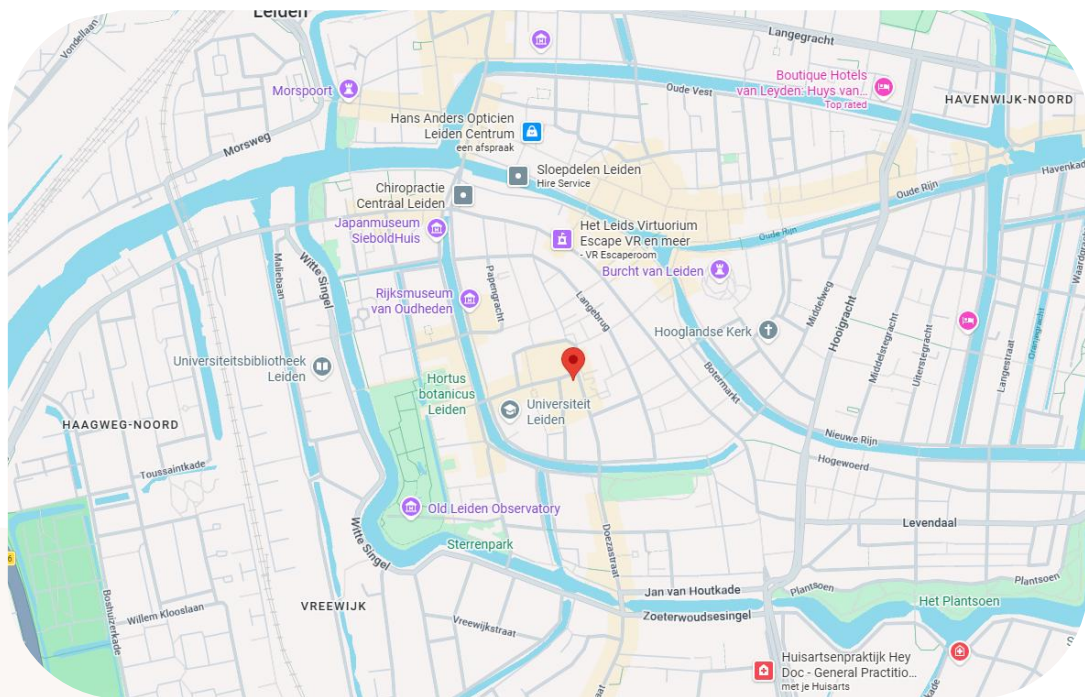 Leiden
Langegracht
Vondellaan
Boutique Hotels
van Leyden: Huys van...
Top rated
Morspoort
Oude Vest
HAVENWIJK-NOORD
Hans Anders Opticien
Leiden Centrum
een afspraak
Morsweg
Sloepdelen Leiden
Hire Service
Havenkade
Chiropractie
Centraal Leiden
Oude Rijn
Japanmuseum
SieboldHuis
Het Leids Virtuorium
Escape VR en meer
- VR Escaperoom
Oude Rijn
Witte Singel
Maliebaan
Burcht van Leiden
Papengracht
Rijksmuseum
van Oudheden
Langebrug
Middelweg
Hooigracht
Hooglandse Kerk
Middelstegracht
Uiterstegracht
Langestraat
Oranjegracht
Universiteitsbibliotheek
Leiden
Hortus
botanicus
Leiden
Botermarkt
Universiteit
Leiden
HAAGWEG-NOORD
Nieuwe Rijn
Toussaintkade
Hogewoerd
Old Leiden Observatory
Levendaal
Witte Singel
Sterrenpark
Doezastraat
6
Jan van Houtkade
Plantsoen
Plantsoen
Boshuizerkade
Willem Klooslaan
VREEWIJK
Zoeterwoudsesingel
Het Plantsoen
Vreewijkstraat
Huisartsenpraktijk Hey
Doc - General Practitio...
met je Huisarts
kade